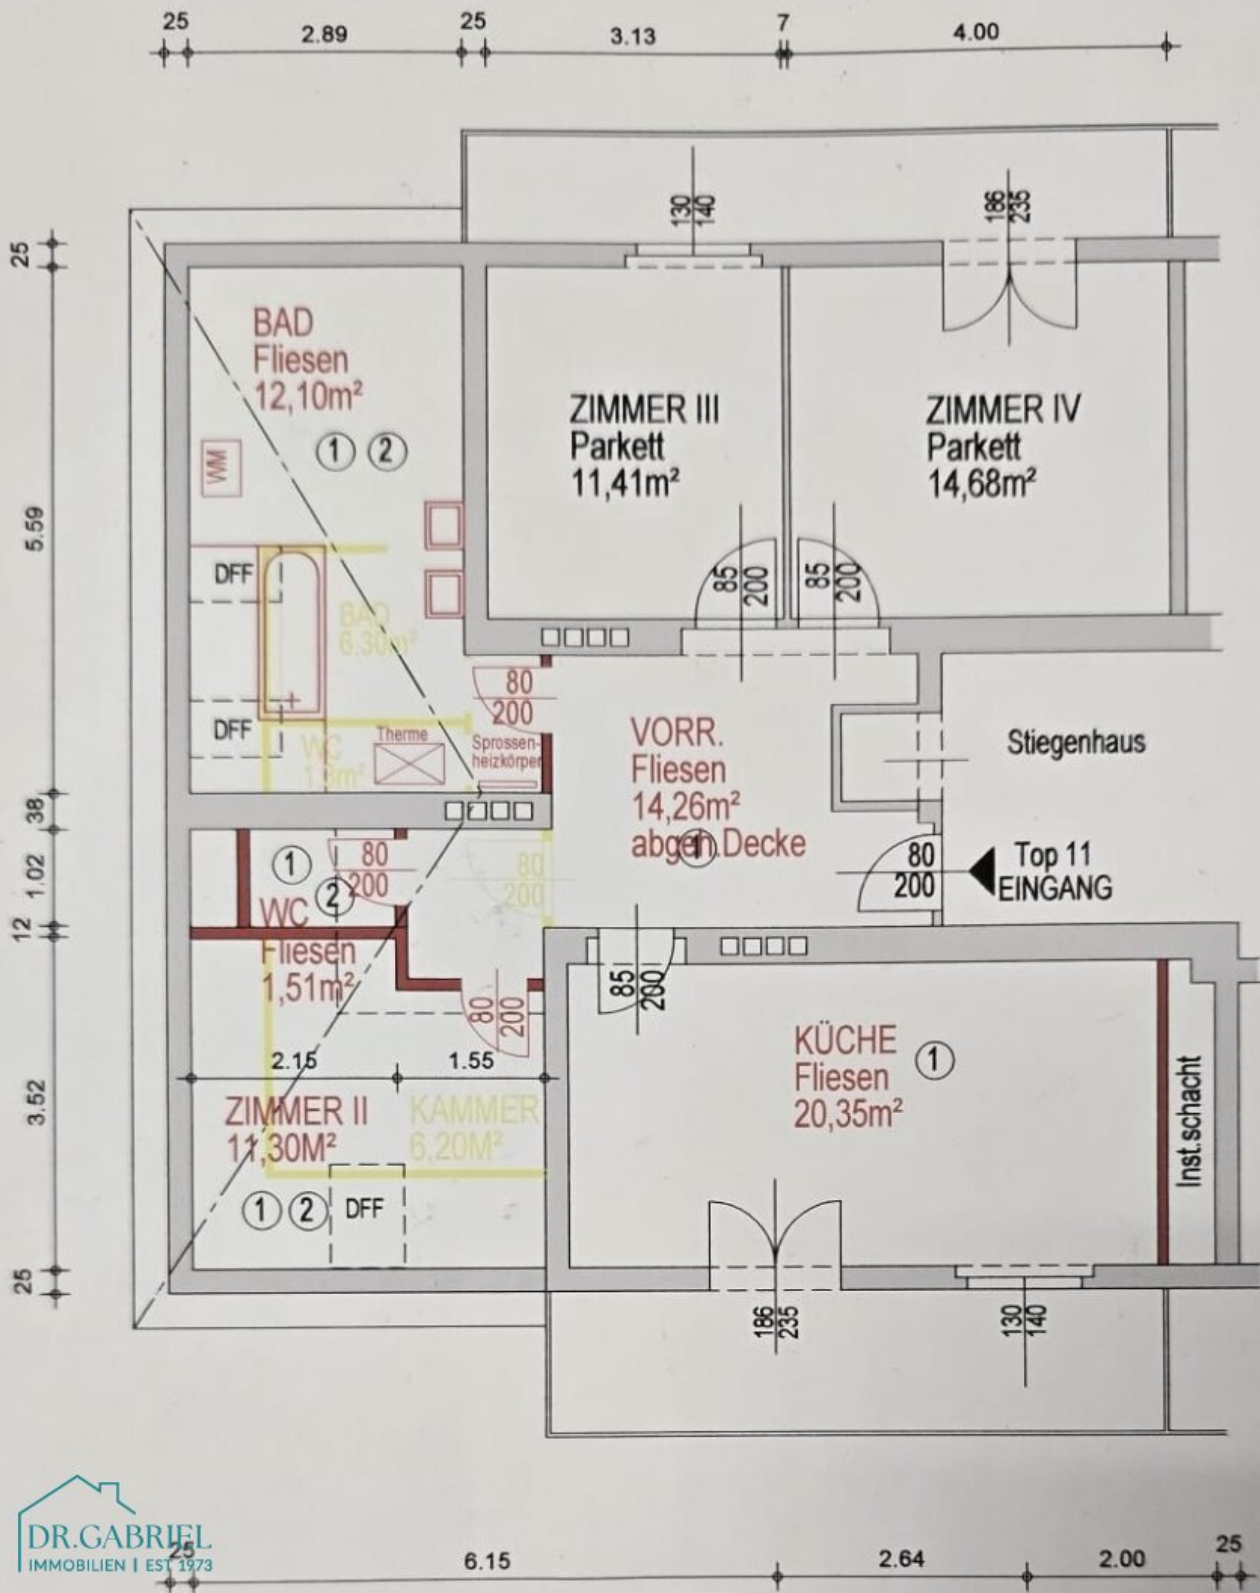 25
2.89
25
3.13
7
4.00
130
140
186
235
25
5.59
38
1.02
12
3.52
25
BAD
Fliesen
12,10m²
1 2
WM
ZIMMER III
Parkett
11,41m²
ZIMMER IV
Parkett
14,68m²
85
200
85
200
DFF
BAD
6,30m²
DFF
WC
Therme
Sprossen-
heizkörper
80
200
VORR.
Fliesen
14,26m²
abgeh. Decke
1
Stiegenhaus
Top 11
EINGANG
80
200
1
2
WC
Fliesen
1,51m²
80
200
80
200
80
200
85
200
2.15
1.55
ZIMMER II
11,30M²
KAMMER
6,20M²
1 2
DFF
KÜCHE
Fliesen
20,35m²
1
Inst.schacht
186
235
130
140
DR.GABRIEL
IMMOBILIEN | EST 1973
25
6.15
2.64
2.00
25